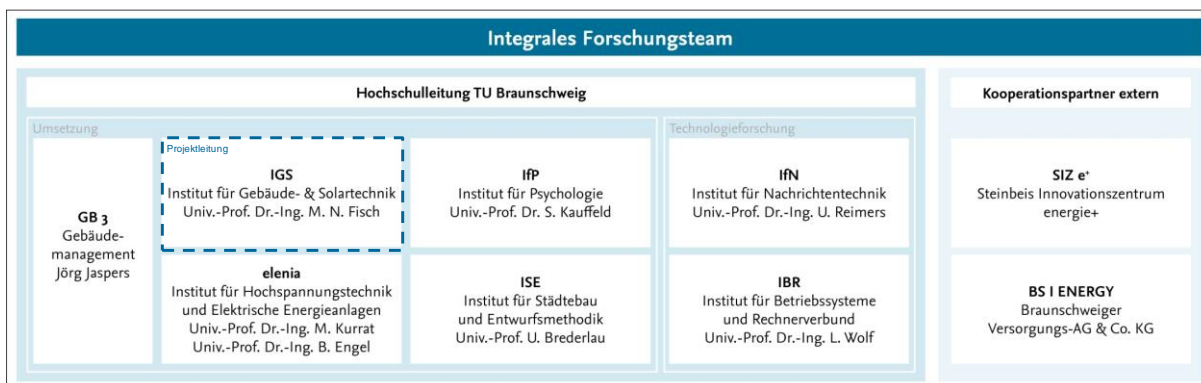 Integrales Forschungsteam
Hochschulleitung TU Braunschweig
Kooperationspartner extern
Umsetzung
Technologieforschung
GB 3
Gebäude-
management
Jörg Jaspers
Projektleitung
IGS
Institut für Gebäude- & Solartechnik
Univ.-Prof. Dr.-Ing. M. N. Fisch
IfP
Institut für Psychologie
Univ.-Prof. Dr. S. Kauffeld
IfN
Institut für Nachrichtentechnik
Univ.-Prof. Dr.-Ing. U. Reimers
SIZ e⁺
Steinbeis Innovationszentrum
energie+
elenia
Institut für Hochspannungstechnik
und Elektrische Energieanlagen
Univ.-Prof. Dr.-Ing. M. Kurrat
Univ.-Prof. Dr.-Ing. B. Engel
ISE
Institut für Städtebau
und Entwurfsmethodik
Univ.-Prof. U. Brederlau
IBR
Institut für Betriebssysteme
und Rechnerverbund
Univ.-Prof. Dr.-Ing. L. Wolf
BS I ENERGY
Braunschweiger
Versorgungs-AG & Co. KG